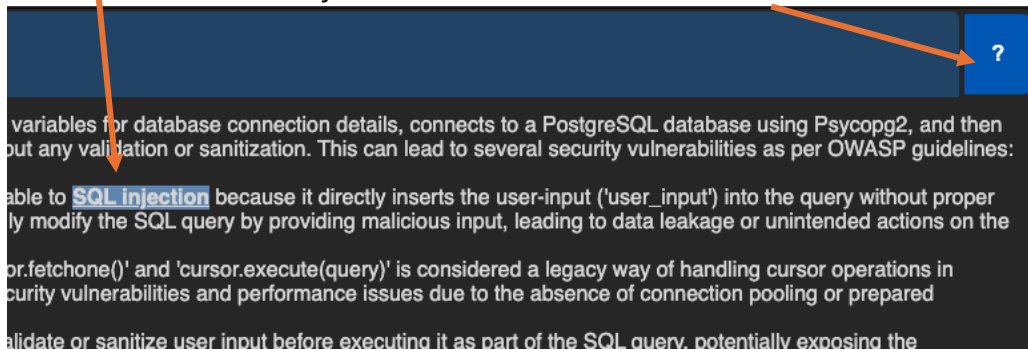 ?
variables for database connection details, connects to a PostgreSQL database using Psycopg2, and then
out any validation or sanitization. This can lead to several security vulnerabilities as per OWASP guidelines:
able to SQL injection because it directly inserts the user-input ('user_input') into the query without proper
ly modify the SQL query by providing malicious input, leading to data leakage or unintended actions on the
or.fetchone()' and 'cursor.execute(query)' is considered a legacy way of handling cursor operations in
curity vulnerabilities and performance issues due to the absence of connection pooling or prepared
alidate or sanitize user input before executing it as part of the SQL query, potentially exposing the